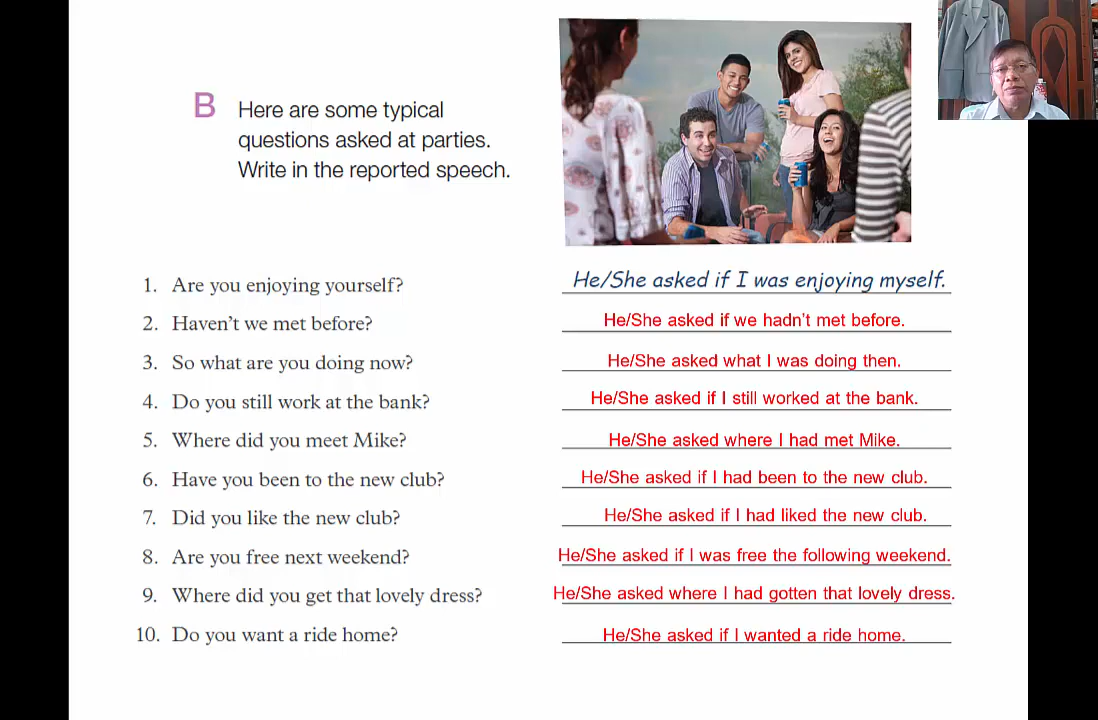 B Here are some typical
questions asked at parties.
Write in the reported speech.
1. Are you enjoying yourself? He/She asked if I was enjoying myself.
2. Haven't we met before? He/She asked if we hadn't met before.
3. So what are you doing now? He/She asked what I was doing then.
4. Do you still work at the bank? He/She asked if I still worked at the bank.
5. Where did you meet Mike? He/She asked where I had met Mike.
6. Have you been to the new club? He/She asked if I had been to the new club.
7. Did you like the new club? He/She asked if I had liked the new club.
8. Are you free next weekend? He/She asked if I was free the following weekend.
9. Where did you get that lovely dress? He/She asked where I had gotten that lovely dress.
10. Do you want a ride home? He/She asked if I wanted a ride home.